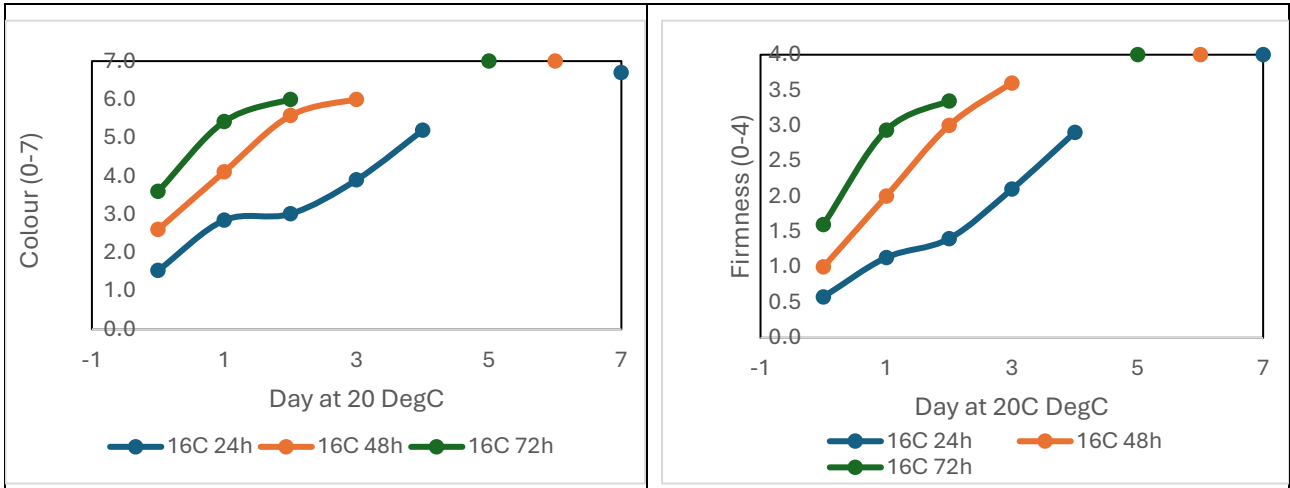 Colour (0-7)
7.0
6.0
5.0
4.0
3.0
2.0
1.0
0.0
-1 1 3 5 7
Day at 20 DegC
16C 24h 16C 48h 16C 72h
Firmness (0-4)
4.0
3.5
3.0
2.5
2.0
1.5
1.0
0.5
0.0
-1 1 3 5 7
Day at 20C DegC
16C 24h 16C 48h
16C 72h